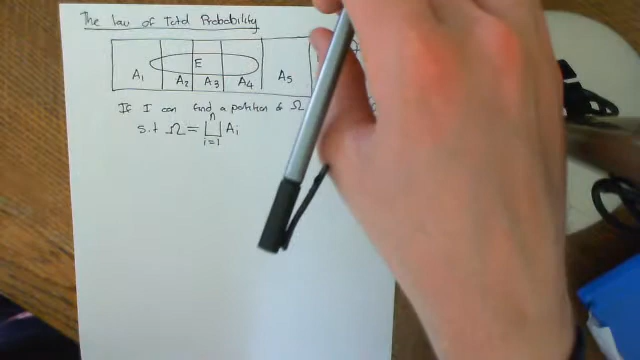 The Law of Total Probability
E
A1 A2 A3 A4 A5
If I can find a partition of Ω
s.t Ω = ⊔ Ai
n
i=1